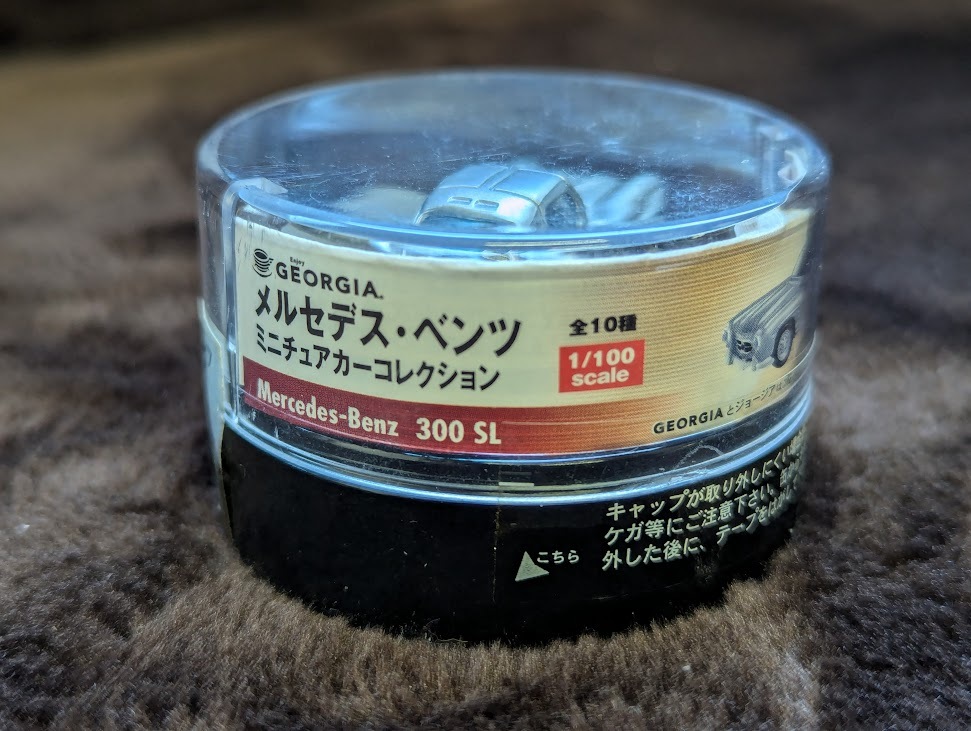 Enjoy
GEORGIA.
メルセデス・ベンツ
ミニチュアカーコレクション
全10種
1/100
scale
Mercedes-Benz 300 SL
GEORGIAとジョージアは
キャップが取り外しにくい
ケガ等にご注意下さい。
外した後に、テープを
こちら